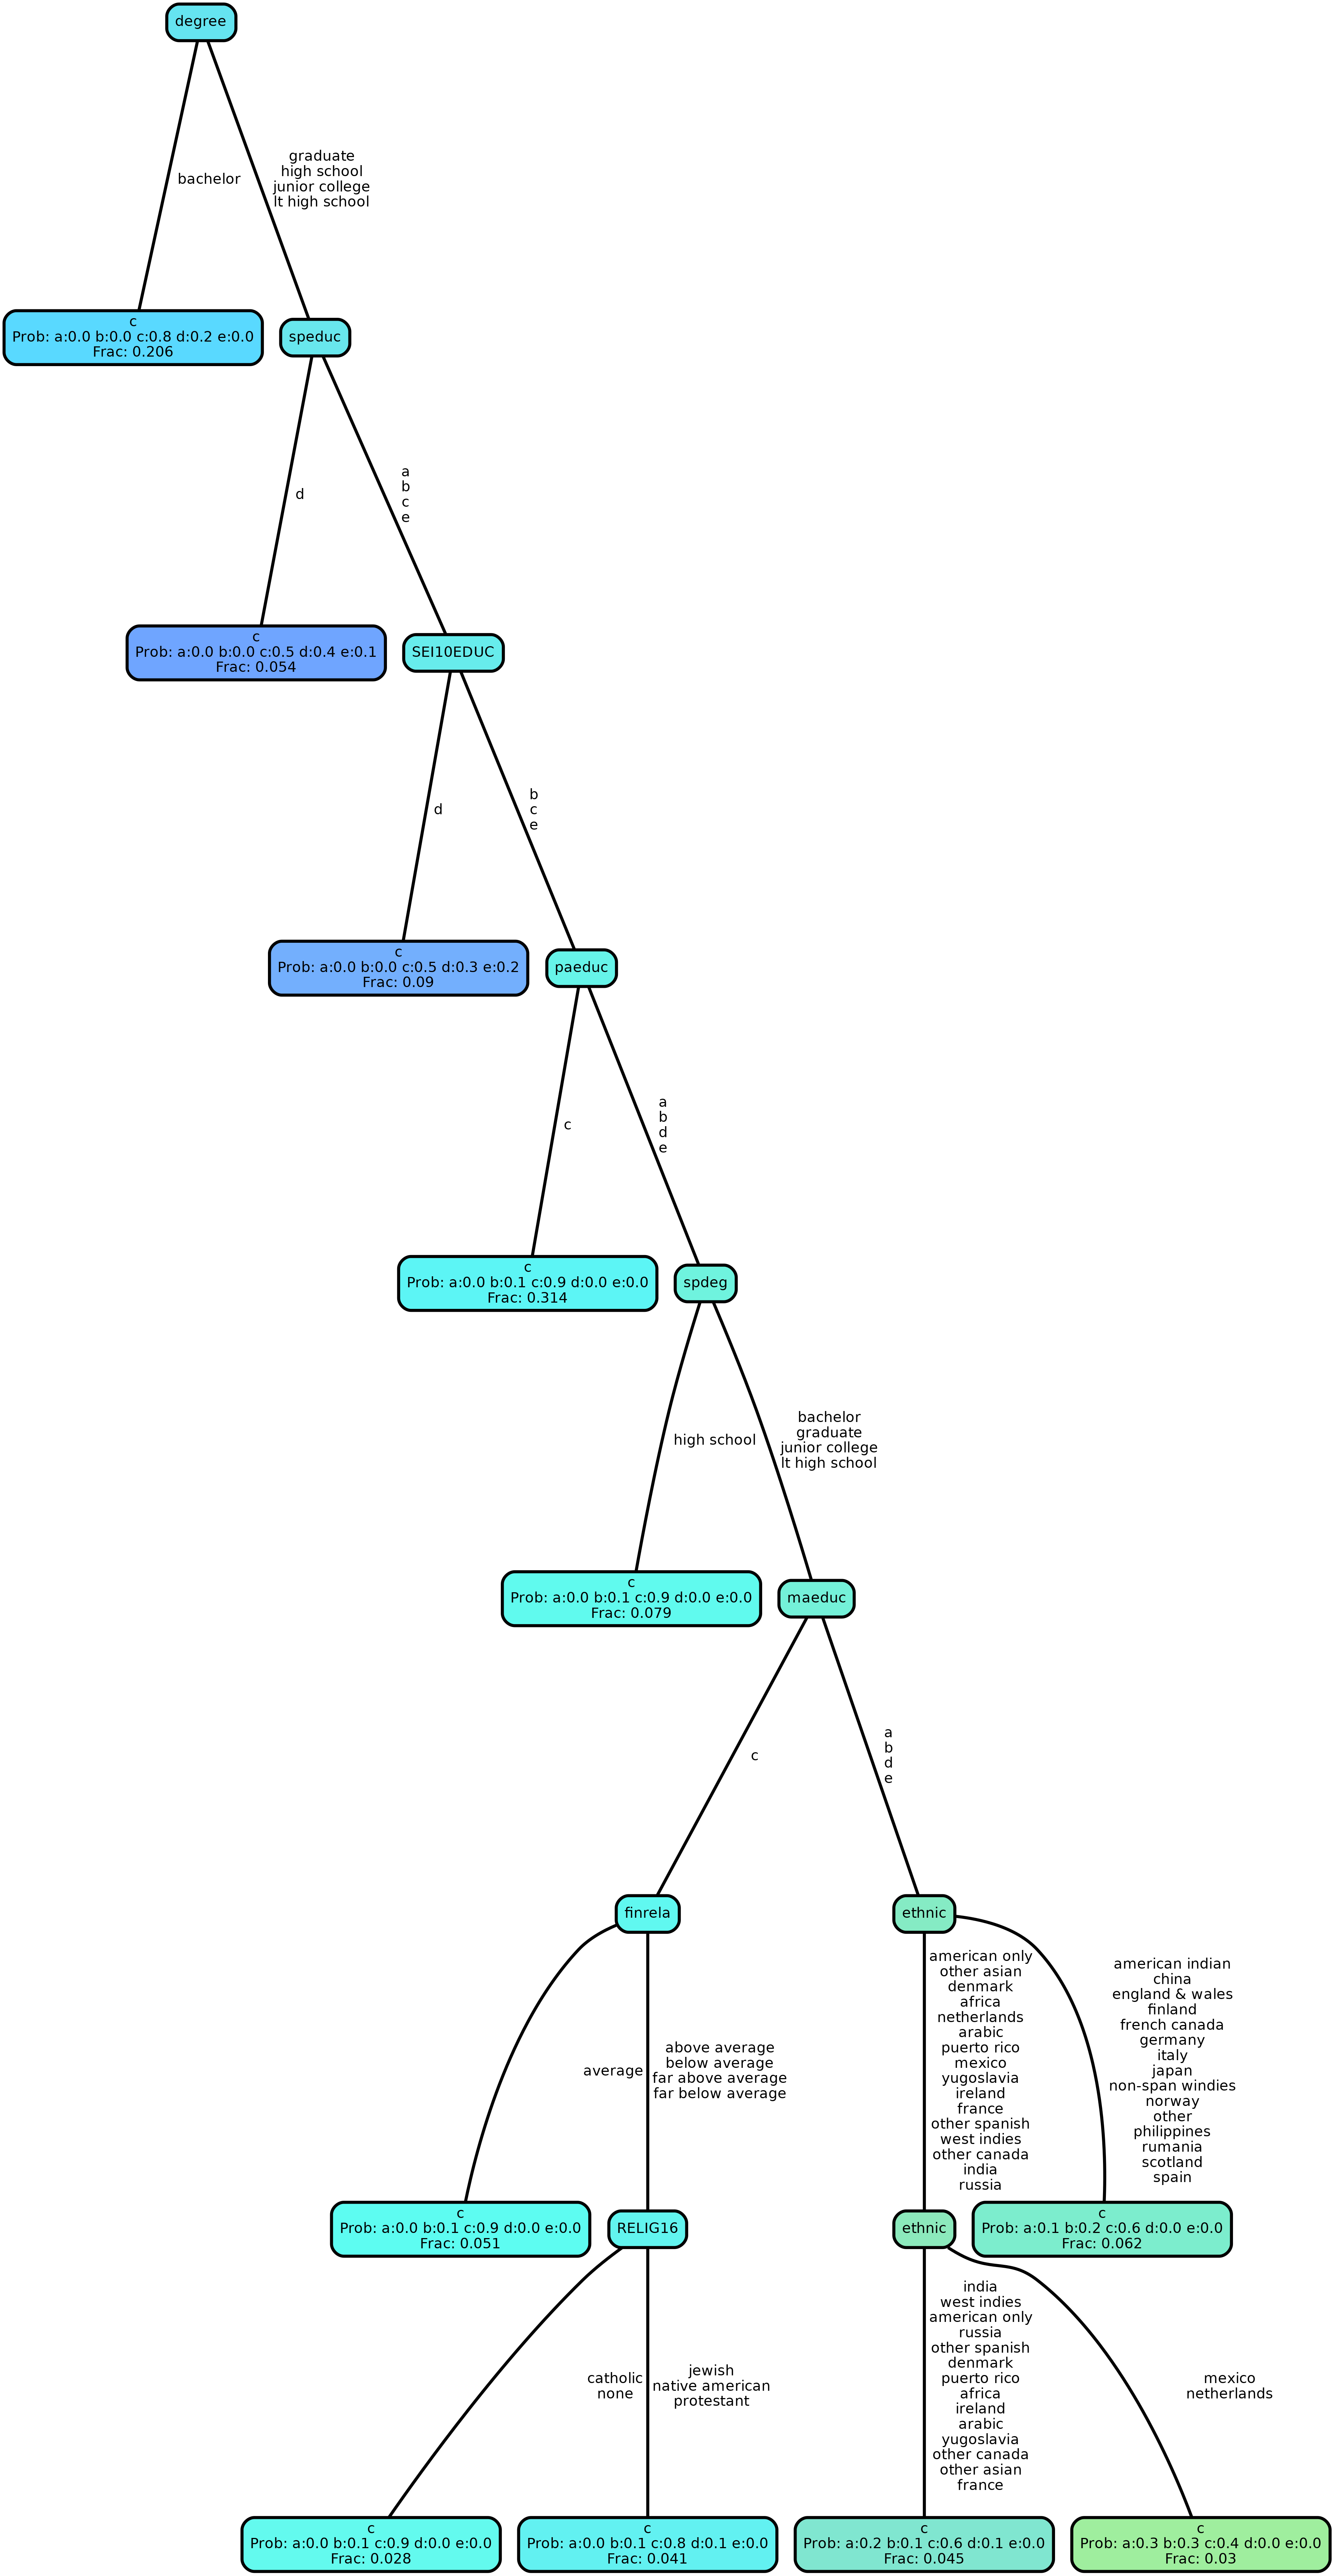 degree
bachelor
graduate
high school
junior college
lt high school
c
Prob: a:0.0 b:0.0 c:0.8 d:0.2 e:0.0
Frac: 0.206
speduc
d
a
b
c
e
c
Prob: a:0.0 b:0.0 c:0.5 d:0.4 e:0.1
Frac: 0.054
SEI10EDUC
d
b
c
e
c
Prob: a:0.0 b:0.0 c:0.5 d:0.3 e:0.2
Frac: 0.09
paeduc
c
a
b
d
e
c
Prob: a:0.0 b:0.1 c:0.9 d:0.0 e:0.0
Frac: 0.314
spdeg
high school
bachelor
graduate
junior college
lt high school
c
Prob: a:0.0 b:0.1 c:0.9 d:0.0 e:0.0
Frac: 0.079
maeduc
c
a
b
d
e
finrela
ethnic
average
above average
below average
far above average
far below average
american only
other asian
denmark
africa
netherlands
arabic
puerto rico
mexico
yugoslavia
ireland
france
other spanish
west indies
other canada
india
russia
american indian
china
england & wales
finland
french canada
germany
italy
japan
non-span windies
norway
other
philippines
rumania
scotland
spain
c
Prob: a:0.0 b:0.1 c:0.9 d:0.0 e:0.0
Frac: 0.051
RELIG16
ethnic
c
Prob: a:0.1 b:0.2 c:0.6 d:0.0 e:0.0
Frac: 0.062
catholic
none
jewish
native american
protestant
india
west indies
american only
russia
other spanish
denmark
puerto rico
africa
ireland
arabic
yugoslavia
other canada
other asian
france
mexico
netherlands
c
Prob: a:0.0 b:0.1 c:0.9 d:0.0 e:0.0
Frac: 0.028
c
Prob: a:0.0 b:0.1 c:0.8 d:0.1 e:0.0
Frac: 0.041
c
Prob: a:0.2 b:0.1 c:0.6 d:0.1 e:0.0
Frac: 0.045
c
Prob: a:0.3 b:0.3 c:0.4 d:0.0 e:0.0
Frac: 0.03